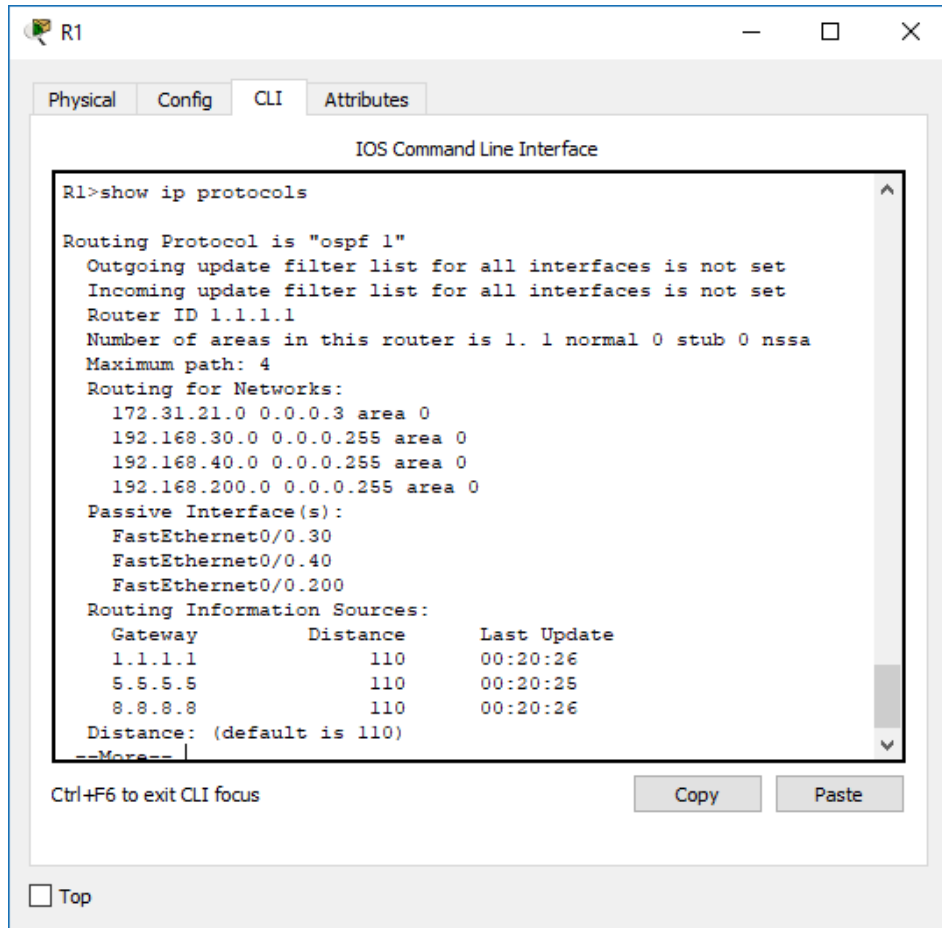 R1
Physical Config CLI Attributes
IOS Command Line Interface
R1>show ip protocols
Routing Protocol is "ospf 1"
Outgoing update filter list for all interfaces is not set
Incoming update filter list for all interfaces is not set
Router ID 1.1.1.1
Number of areas in this router is 1. 1 normal 0 stub 0 nssa
Maximum path: 4
Routing for Networks:
172.31.21.0 0.0.0.3 area 0
192.168.30.0 0.0.0.255 area 0
192.168.40.0 0.0.0.255 area 0
192.168.200.0 0.0.0.255 area 0
Passive Interface(s):
FastEthernet0/0.30
FastEthernet0/0.40
FastEthernet0/0.200
Routing Information Sources:
Gateway Distance Last Update
1.1.1.1 110 00:20:26
5.5.5.5 110 00:20:25
8.8.8.8 110 00:20:26
Distance: (default is 110)
--More--
Ctrl+F6 to exit CLI focus
Copy Paste
Top